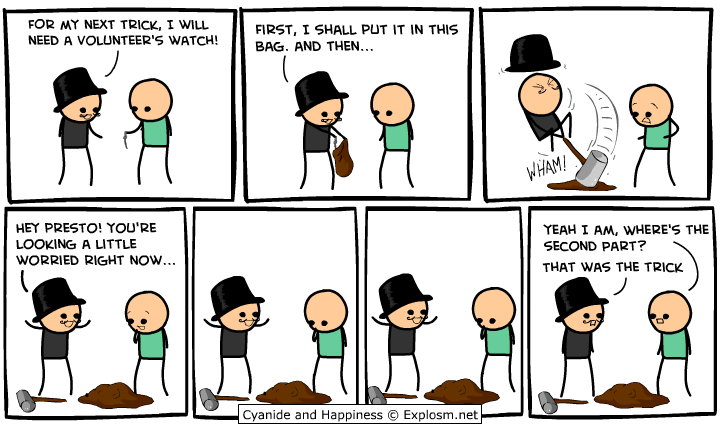 FOR MY NEXT TRICK, I WILL
NEED A VOLUNTEER'S WATCH!
FIRST, I SHALL PUT IT IN THIS
BAG. AND THEN...
WHAM!
HEY PRESTO! YOU'RE
LOOKING A LITTLE
WORRIED RIGHT NOW...
YEAH I AM, WHERE'S THE
SECOND PART?
THAT WAS THE TRICK
Cyanide and Happiness © Explosm.net